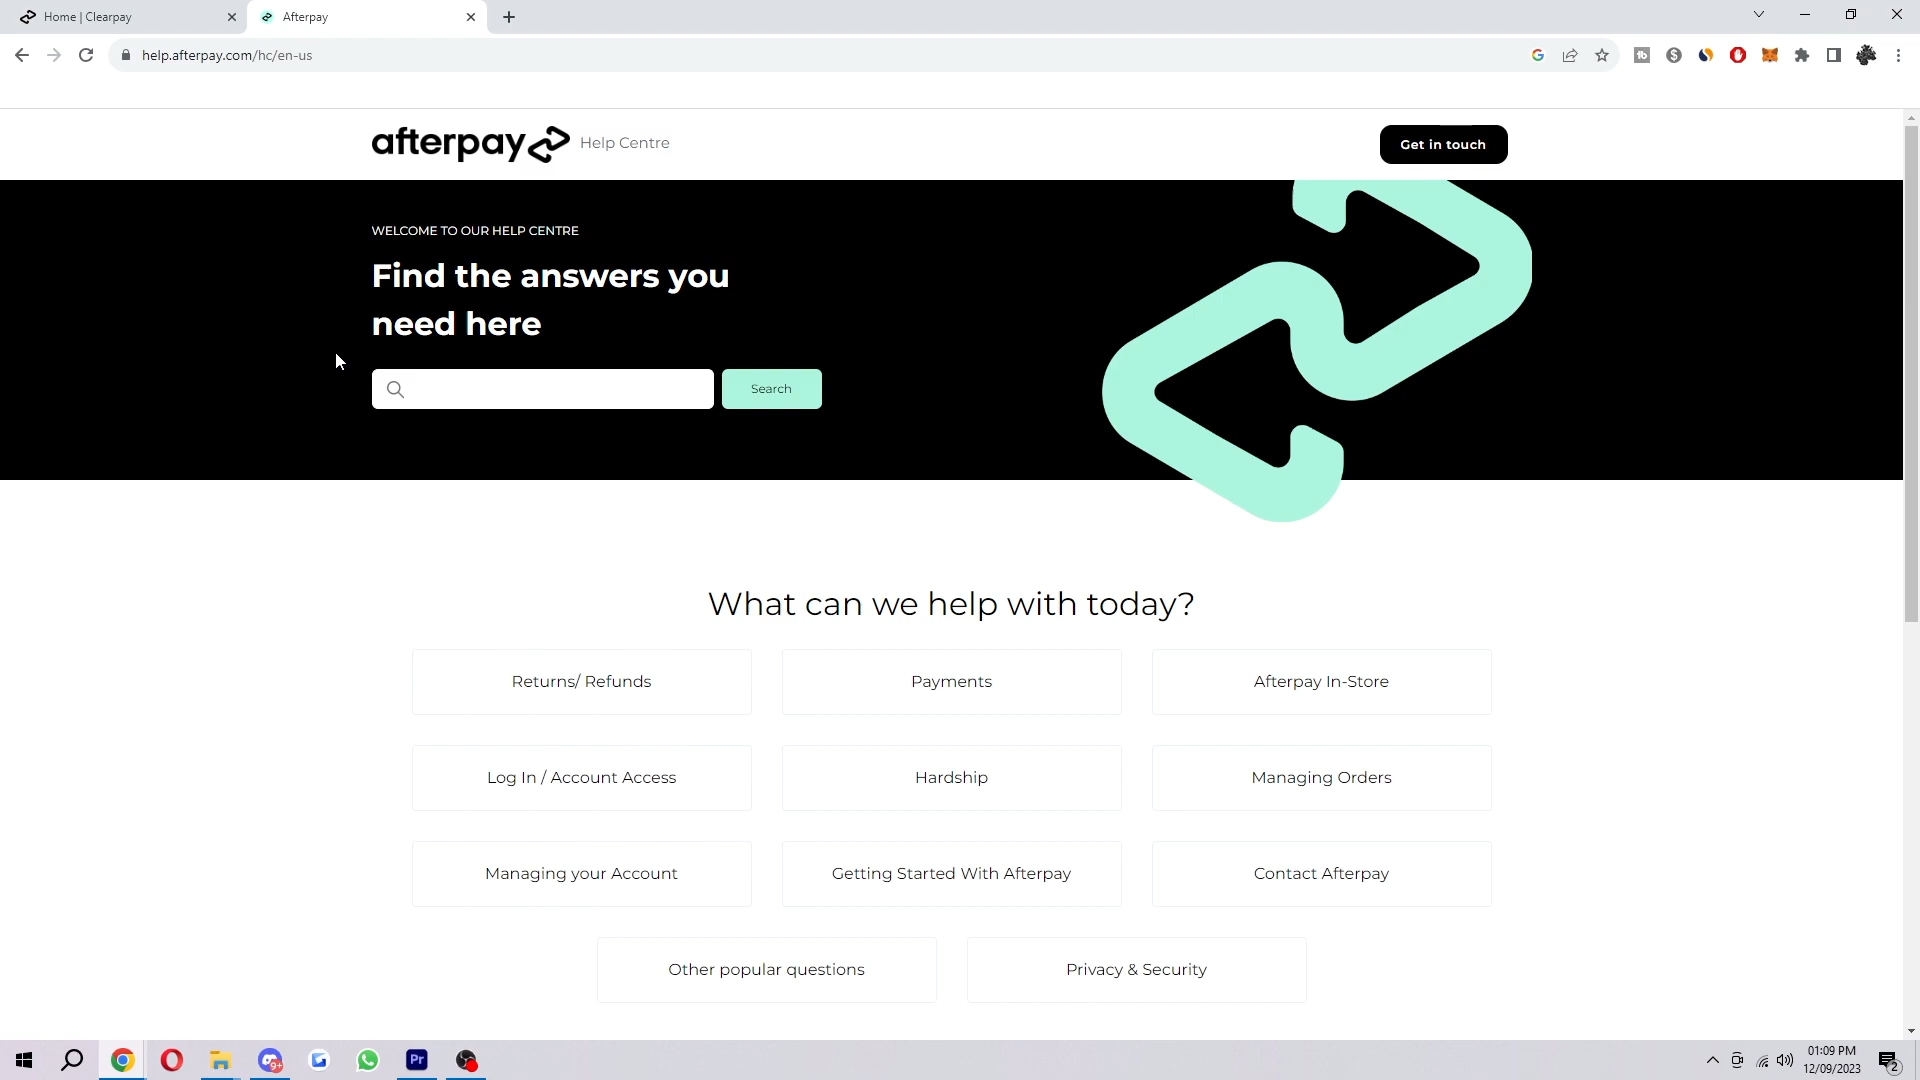 Home | Clearpay
Afterpay
help.afterpay.com/hc/en-us
afterpay Help Centre
Get in touch
WELCOME TO OUR HELP CENTRE
Find the answers you
need here
Search
What can we help with today?
Returns/ Refunds
Payments
Afterpay In-Store
Log In / Account Access
Hardship
Managing Orders
Managing your Account
Getting Started With Afterpay
Contact Afterpay
Other popular questions
Privacy & Security
9+
Pr
01:09 PM
12/09/2023
2